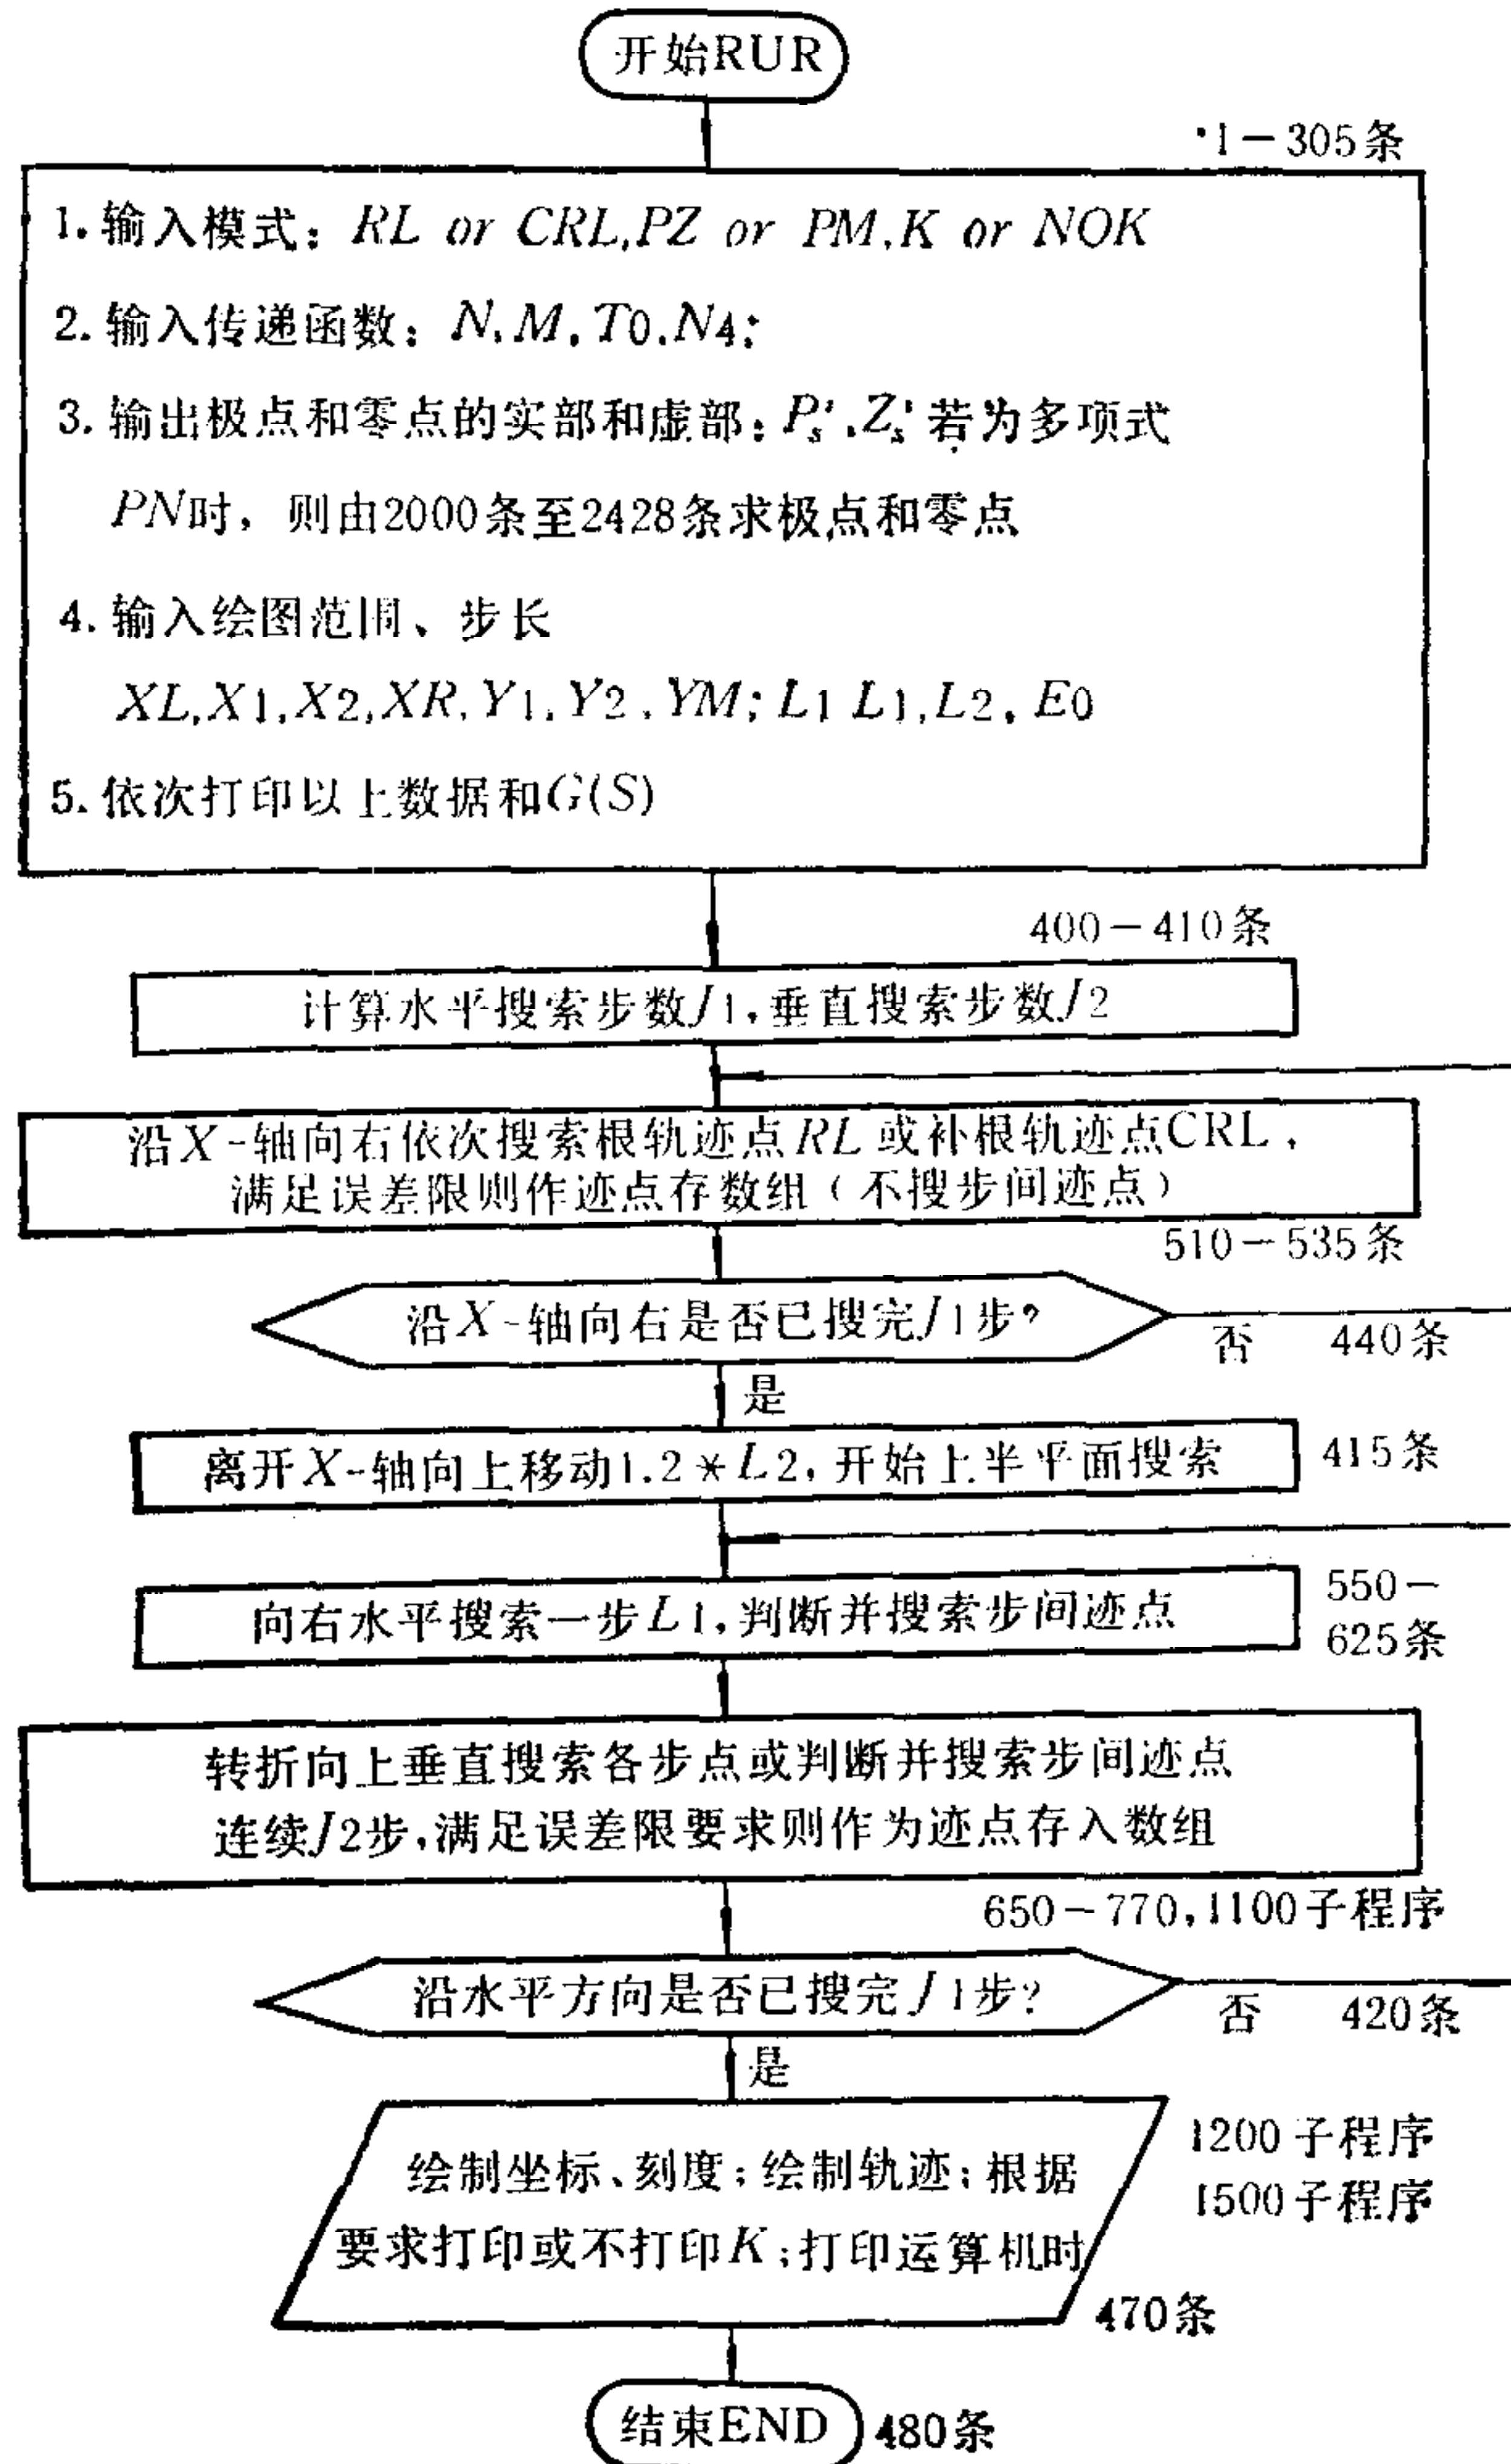 开始RUR
1-305条
1.输入模式：RL or CRL,PZ or PM,K or NOK
2.输入传递函数：N,M,T0,N4;
3.输出极点和零点的实部和虚部：Ps',Zs'若为多项式
PN时，则由2000条至2428条求极点和零点
4.输入绘图范围、步长
XL,X1,X2,XR,Y1,Y2,YM;L1 L1,L2,E0
5.依次打印以上数据和G(S)
400-410条
计算水平搜索步数J1,垂直搜索步数J2
沿X-轴向右依次搜索根轨迹点RL或补根轨迹点CRL，
满足误差限则作迹点存数组（不搜步间迹点）
510-535条
沿X-轴向右是否已搜完J1步？
否 440条
是
离开X-轴向上移动1.2*L2，开始上半平面搜索
415条
向右水平搜索一步L1，判断并搜索步间迹点
550-
625条
转折向上垂直搜索各步点或判断并搜索步间迹点
连续J2步,满足误差限要求则作为迹点存入数组
650-770,1100子程序
沿水平方向是否已搜完J1步？
否 420条
是
绘制坐标、刻度；绘制轨迹；根据
要求打印或不打印K；打印运算机时
1200子程序
1500子程序
470条
结束END
480条